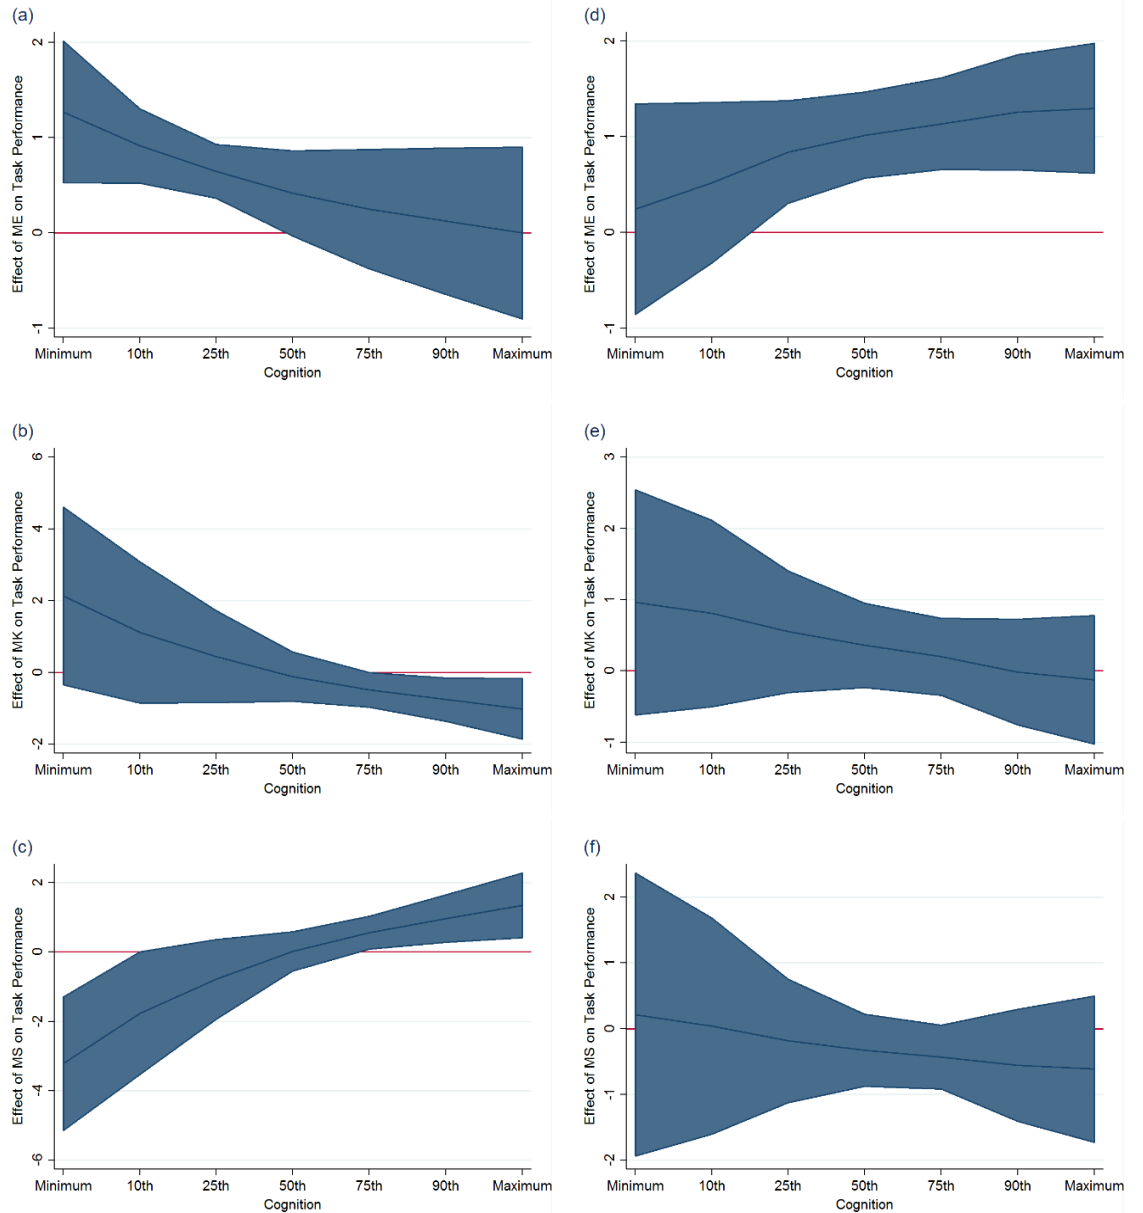 (a)
Effect of ME on Task Performance
2
1
0
-1
Minimum 10th 25th 50th 75th 90th Maximum
Cognition
(d)
Effect of ME on Task Performance
2
1
0
-1
Minimum 10th 25th 50th 75th 90th Maximum
Cognition
(b)
Effect of MK on Task Performance
6
4
2
0
-2
Minimum 10th 25th 50th 75th 90th Maximum
Cognition
(e)
Effect of MK on Task Performance
3
2
1
0
-1
Minimum 10th 25th 50th 75th 90th Maximum
Cognition
(c)
Effect of MS on Task Performance
2
0
-2
-4
-6
Minimum 10th 25th 50th 75th 90th Maximum
Cognition
(f)
Effect of MS on Task Performance
2
1
0
-1
-2
Minimum 10th 25th 50th 75th 90th Maximum
Cognition